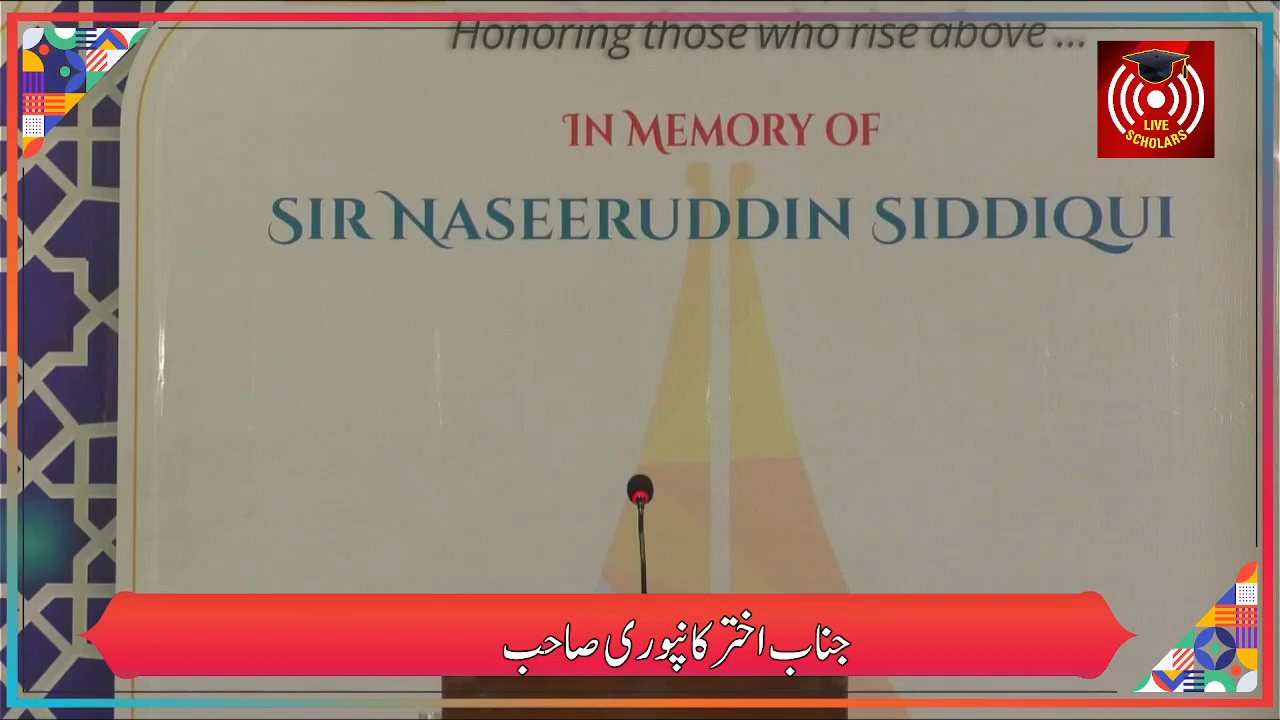 Honoring those who rise above ...
IN MEMORY OF
SIR NASEERUDDIN SIDDIQUI
LIVE
SCHOLARS
جناب اختر کانپوری صاحب